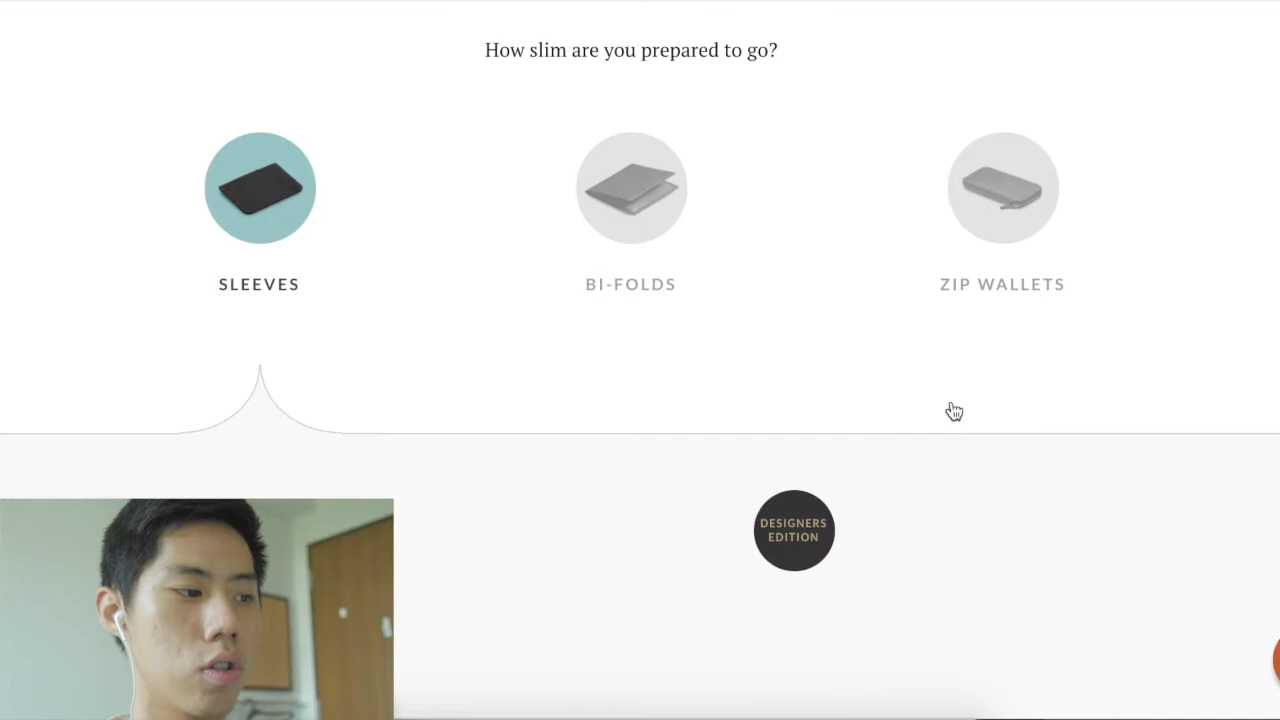 How slim are you prepared to go?
SLEEVES
BI-FOLDS
ZIP WALLETS
DESIGNERS
EDITION